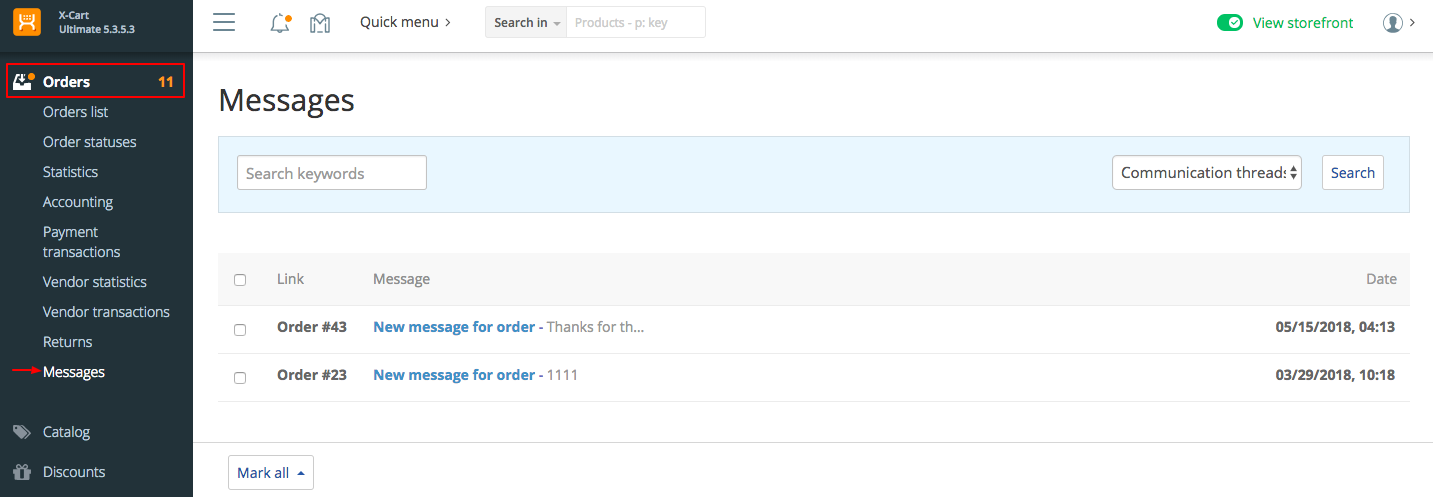 X-Cart
Ultimate 5.3.5.3
Quick menu
Search in
Products - p: key
View storefront
Orders 11
Orders list
Order statuses
Statistics
Accounting
Payment
transactions
Vendor statistics
Vendor transactions
Returns
Messages
Catalog
Discounts
Messages
Search keywords
Communication threads
Search
Link Message Date
Order #43 New message for order - Thanks for th... 05/15/2018, 04:13
Order #23 New message for order - 1111 03/29/2018, 10:18
Mark all